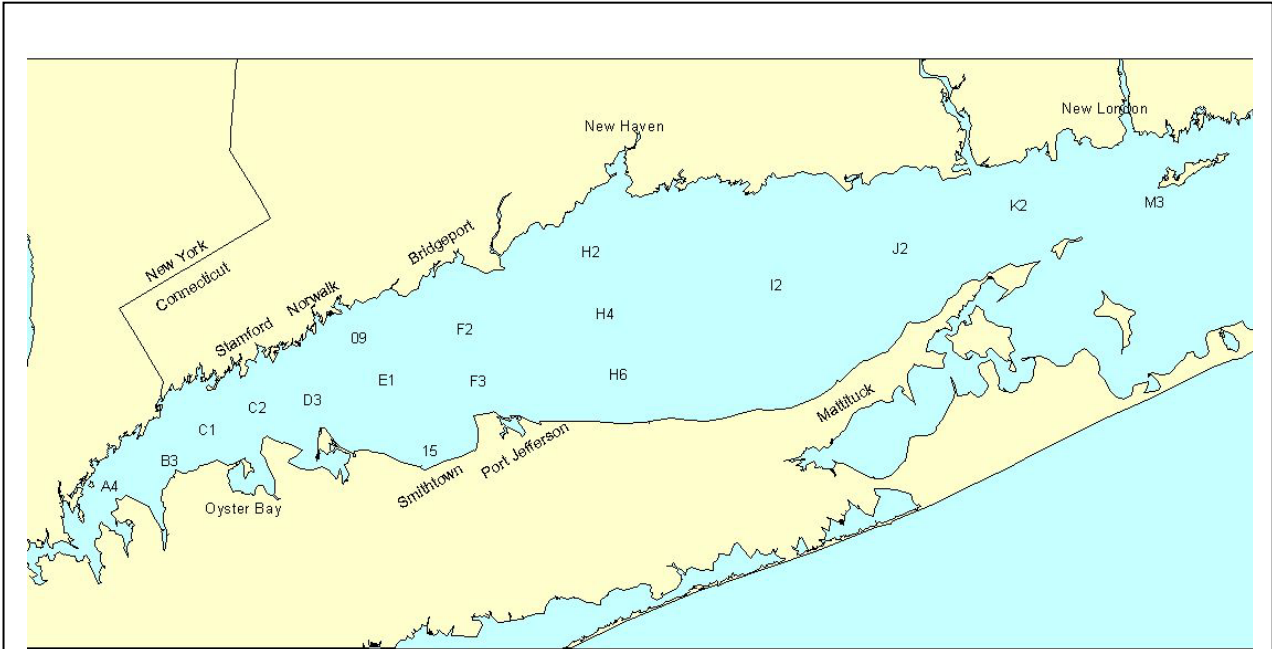 New London
New Haven
K2
M3
New York
Connecticut
Bridgeport
H2
J2
I2
Stamford
Norwalk
H4
09
F2
E1
F3
H6
D3
C2
C1
Mattituck
B3
15
A4
Smithtown
Port Jefferson
Oyster Bay